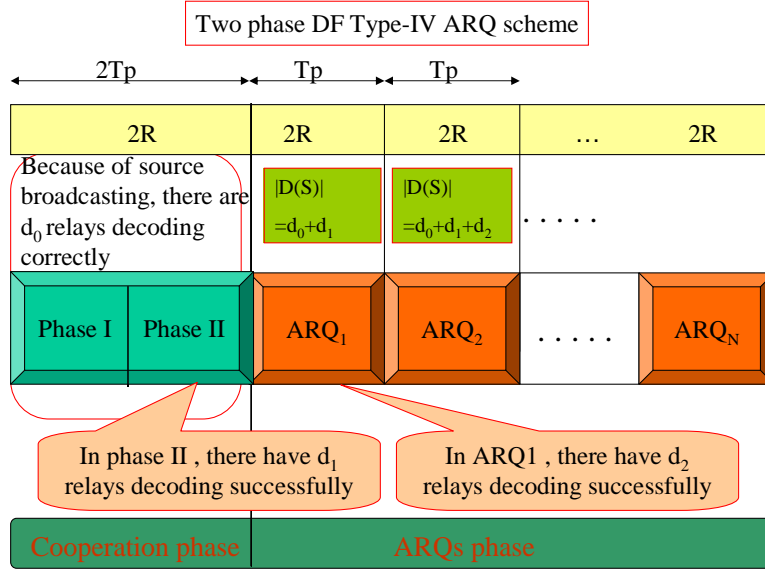 Two phase DF Type-IV ARQ scheme
2Tp Tp Tp
2R 2R 2R … 2R
Because of source
broadcasting, there are
d₀ relays decoding
correctly
|D(S)|
=d₀+d₁
|D(S)|
=d₀+d₁+d₂
. . . . .
Phase I Phase II ARQ₁ ARQ₂ . . . . . ARQ_N
In phase II , there have d₁
relays decoding successfully
In ARQ1 , there have d₂
relays decoding successfully
Cooperation phase ARQs phase